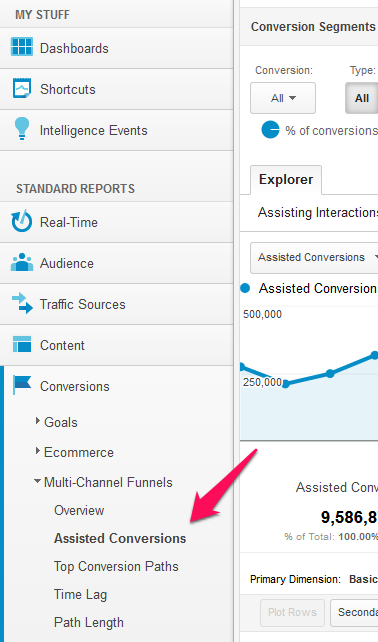 MY STUFF
Dashboards
Shortcuts
Intelligence Events
STANDARD REPORTS
Real-Time
Audience
Traffic Sources
Content
Conversions
Goals
Ecommerce
Multi-Channel Funnels
Overview
Assisted Conversions
Top Conversion Paths
Time Lag
Path Length
Conversion Segments
Conversion: Type:
All All
% of conversions
Explorer
Assisting Interactions
Assisted Conversions
Assisted Conversion
500,000
250,000
Assisted Conv
9,586,8
% of Total: 100.00%
Primary Dimension: Basic
Plot Rows Seconda